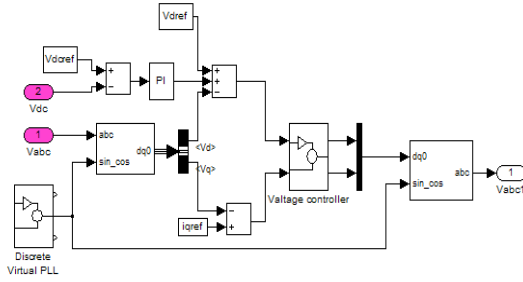 Vdref
Vdcref
+
−
PI
+
+
−
2
Vdc
1
Vabc
abc
sin_cos
dq0
<Vd>
<Vq>
Valtage controller
dq0
sin_cos
abc
1
Vabc1
iqref
−
+
Discrete
Virtual PLL